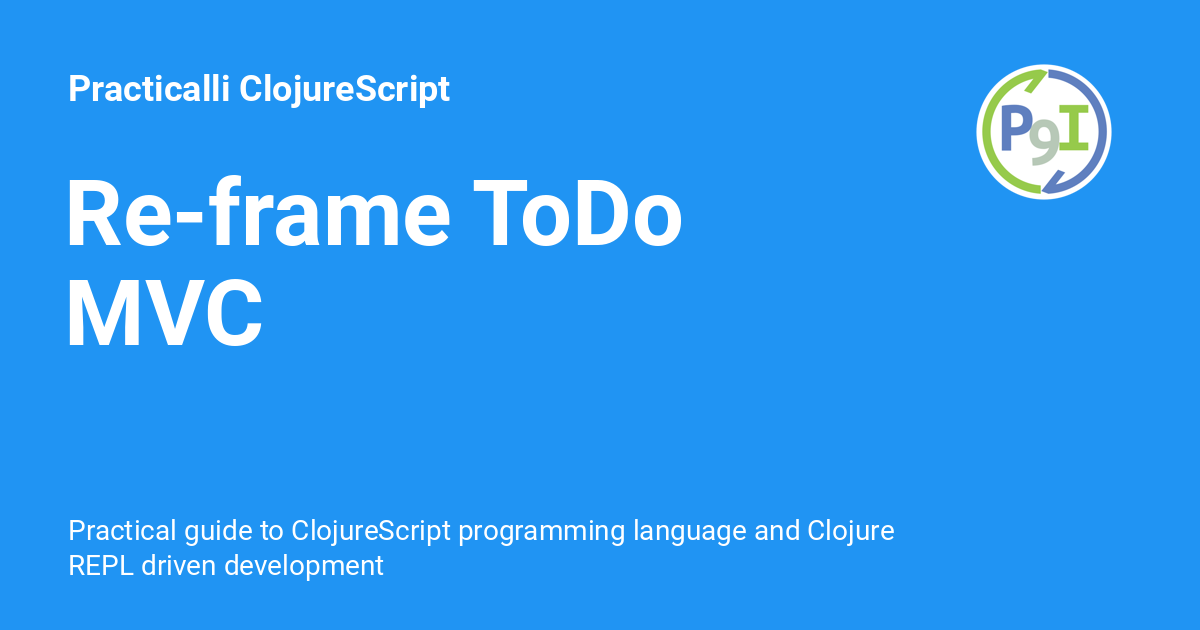 Practicalli ClojureScript
P9I
Re-frame ToDo
MVC
Practical guide to ClojureScript programming language and Clojure
REPL driven development